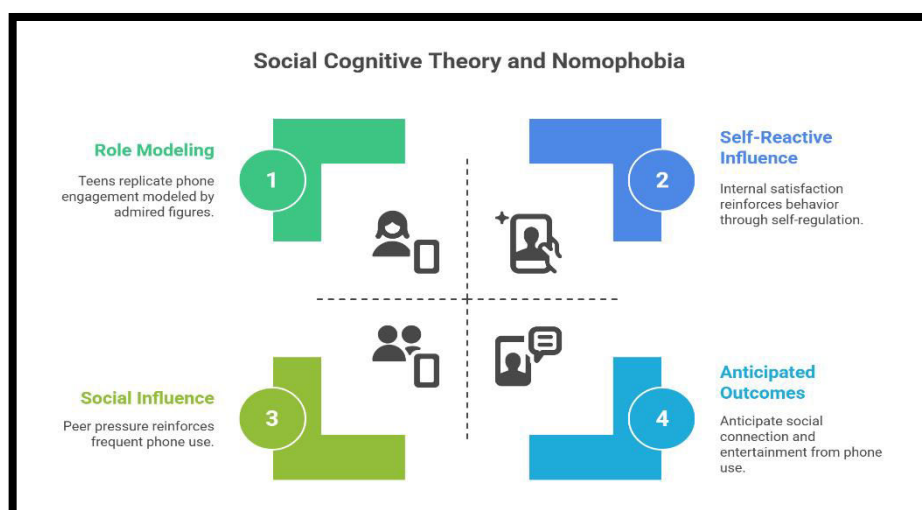 Social Cognitive Theory and Nomophobia
Role Modeling
Teens replicate phone
engagement modeled by
admired figures.
1
2
Self-Reactive
Influence
Internal satisfaction
reinforces behavior
through self-regulation.
Social Influence
Peer pressure reinforces
frequent phone use.
3
4
Anticipated
Outcomes
Anticipate social
connection and
entertainment from phone
use.